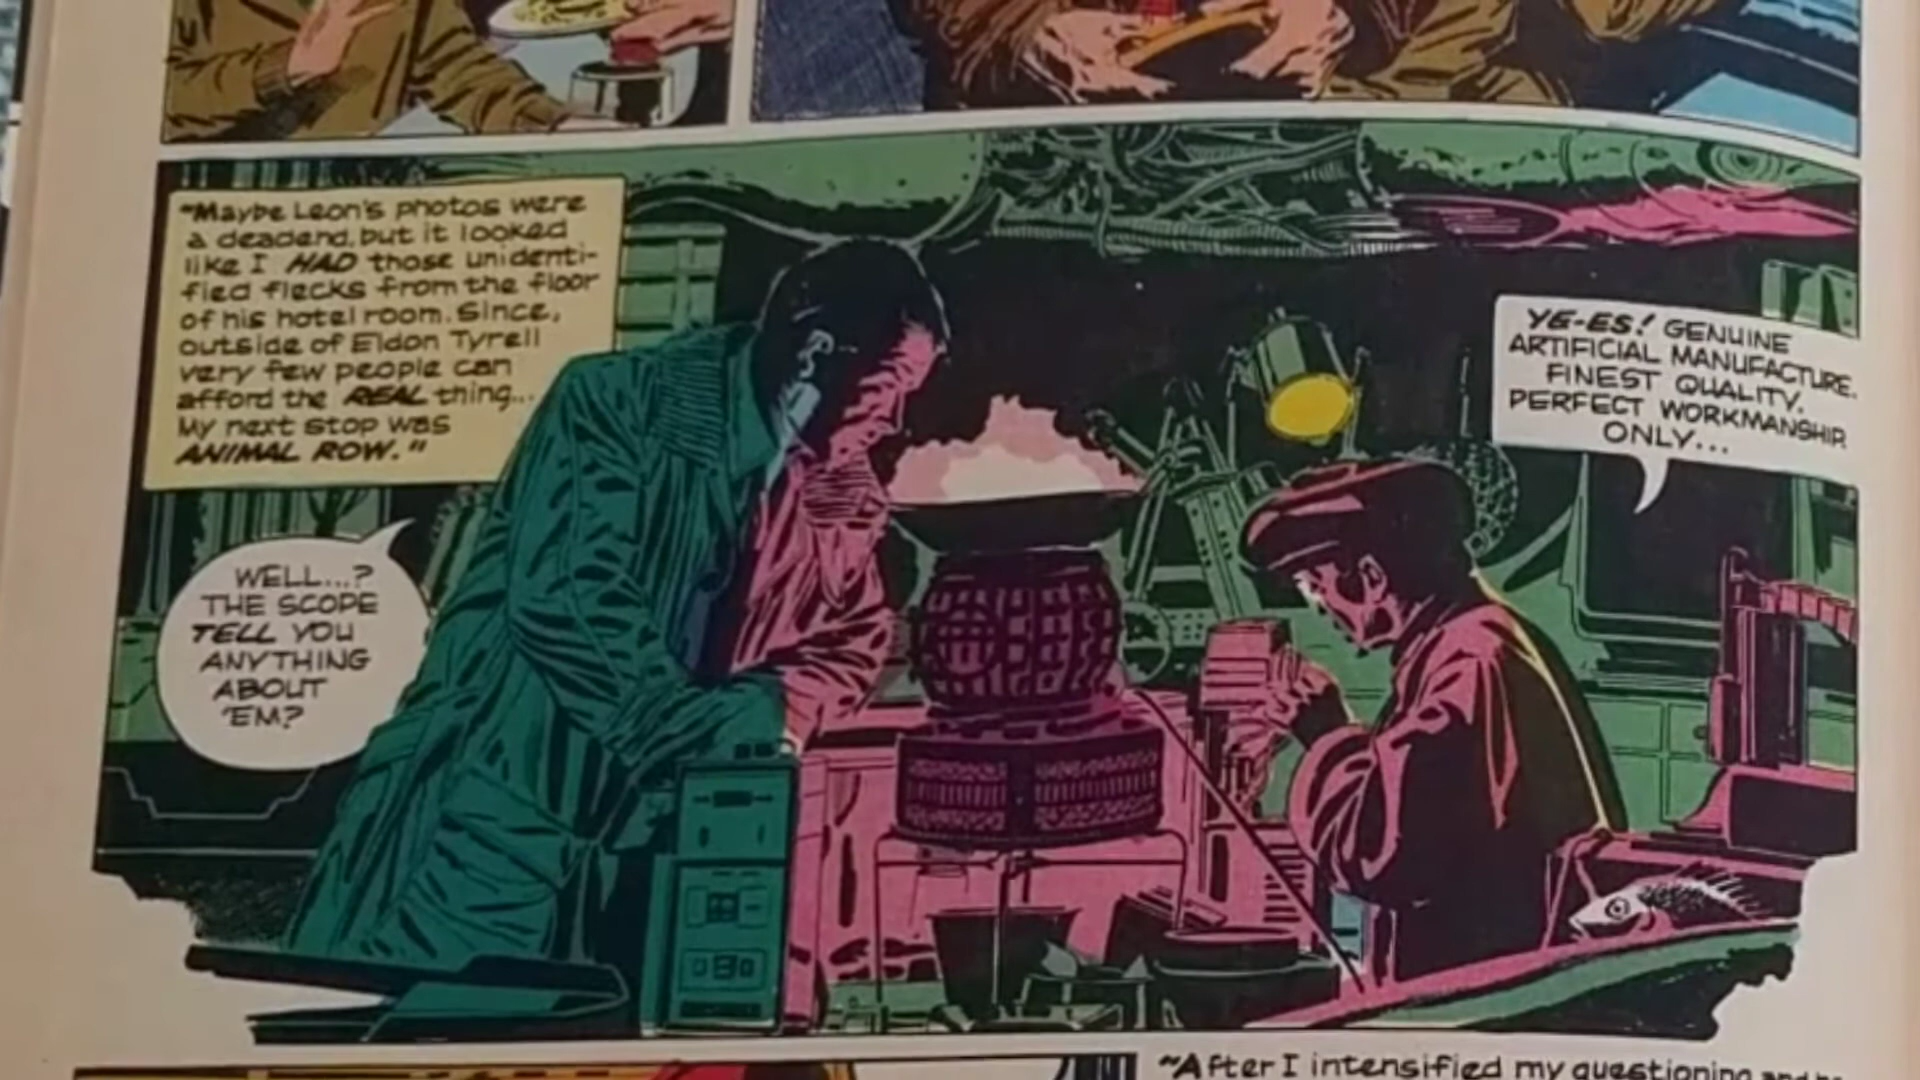 "Maybe Leon's photos were
a deadend, but it looked
like I HAD those unidenti-
fied flecks from the floor
of his hotel room. Since,
outside of Eldon Tyrell
very few people can
afford the REAL thing...
My next stop was
ANIMAL ROW."
WELL...?
THE SCOPE
TELL YOU
ANYTHING
ABOUT
'EM?
YE-ES! GENUINE
ARTIFICIAL MANUFACTURE.
FINEST QUALITY.
PERFECT WORKMANSHIP.
ONLY...
"After I intensified my questioning